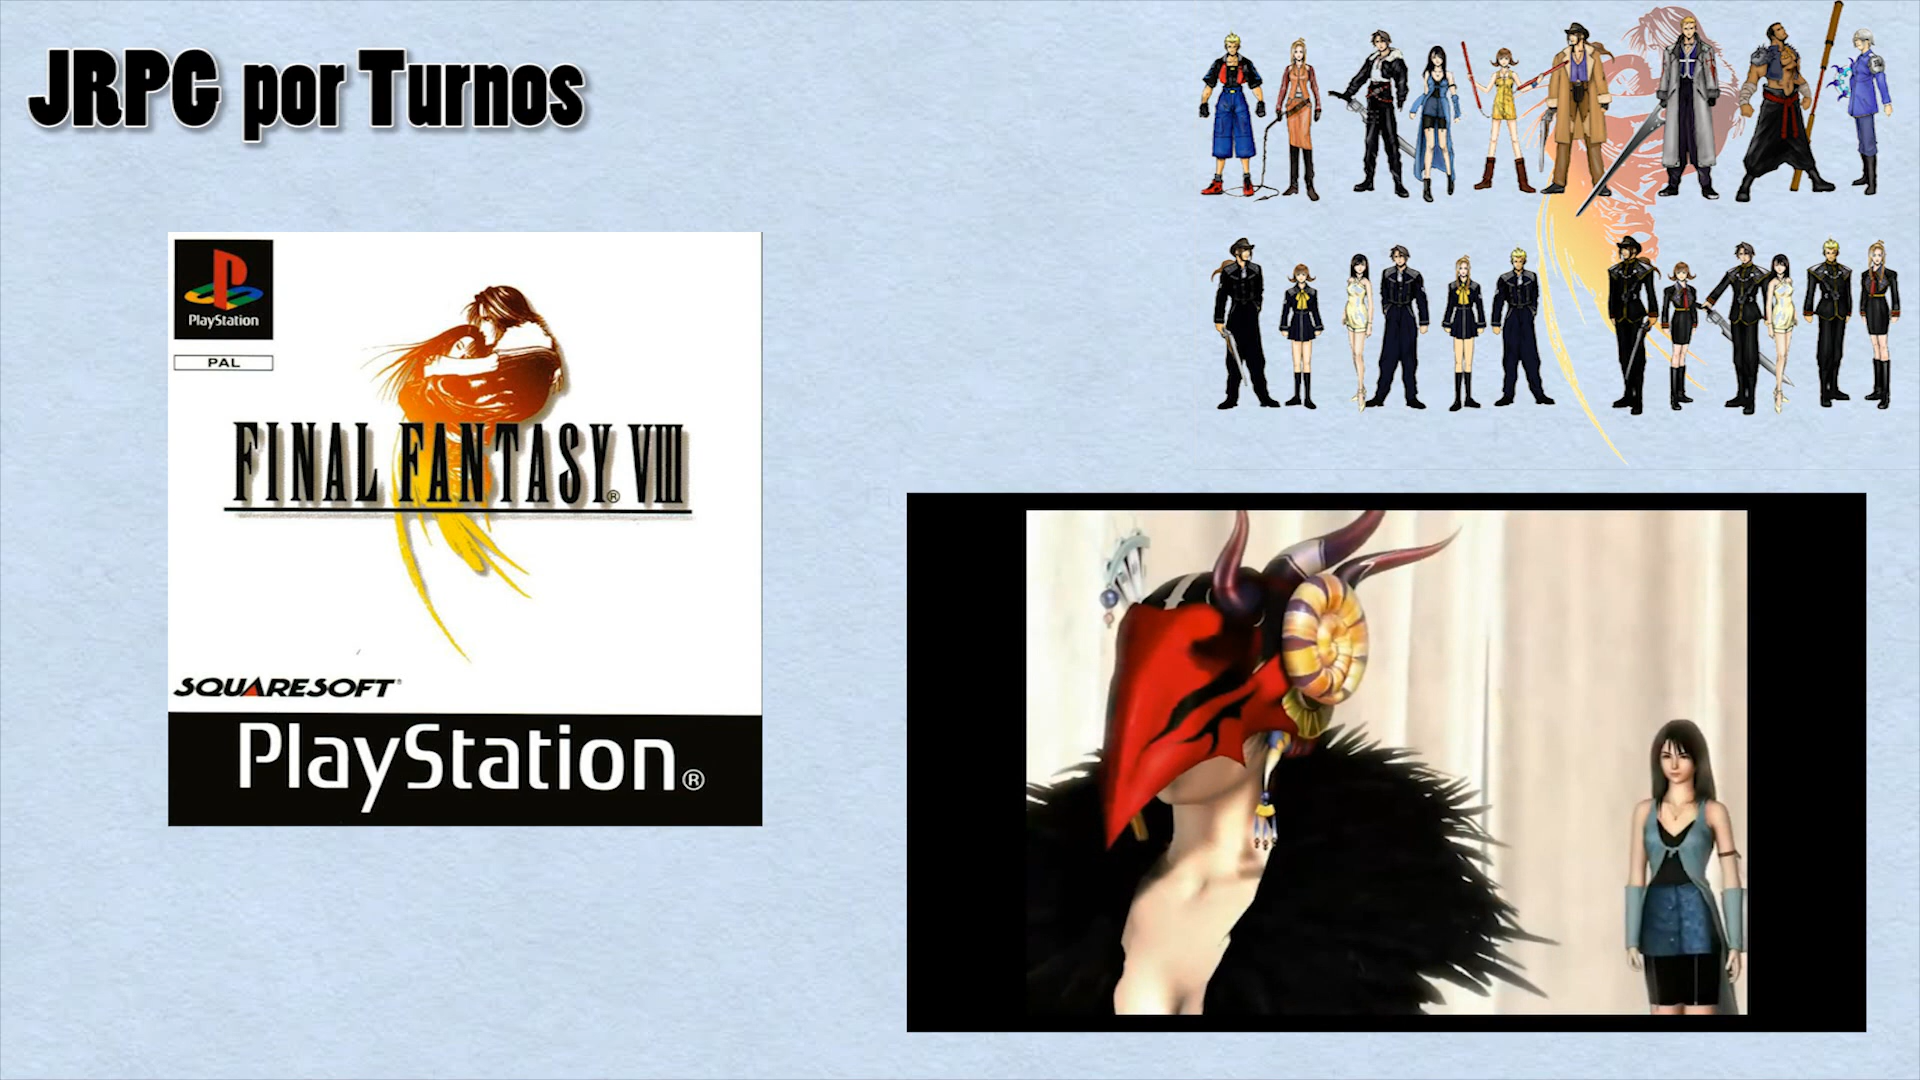 JRPG por Turnos
PlayStation
PAL
FINAL FANTASY® VIII
SQUARESOFT®
PlayStation®